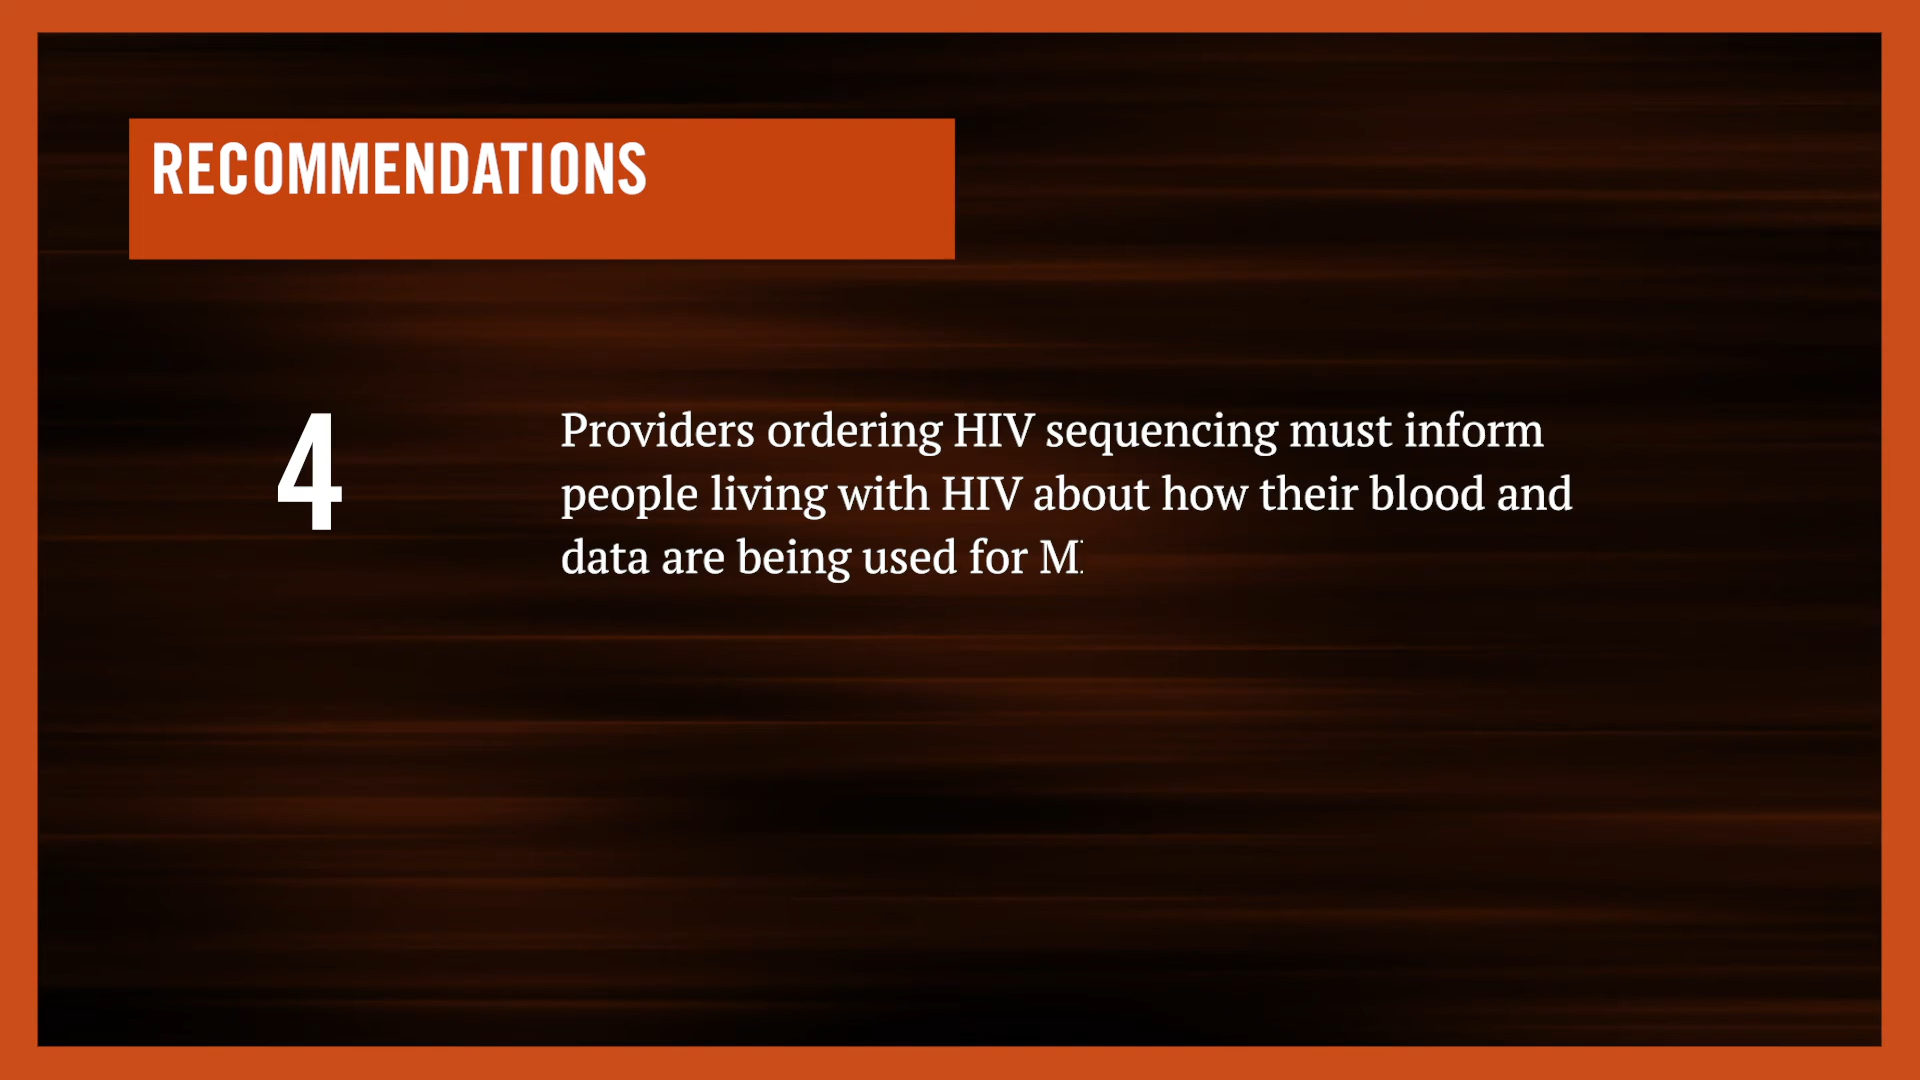 RECOMMENDATIONS
4
Providers ordering HIV sequencing must inform
people living with HIV about how their blood and
data are being used for M